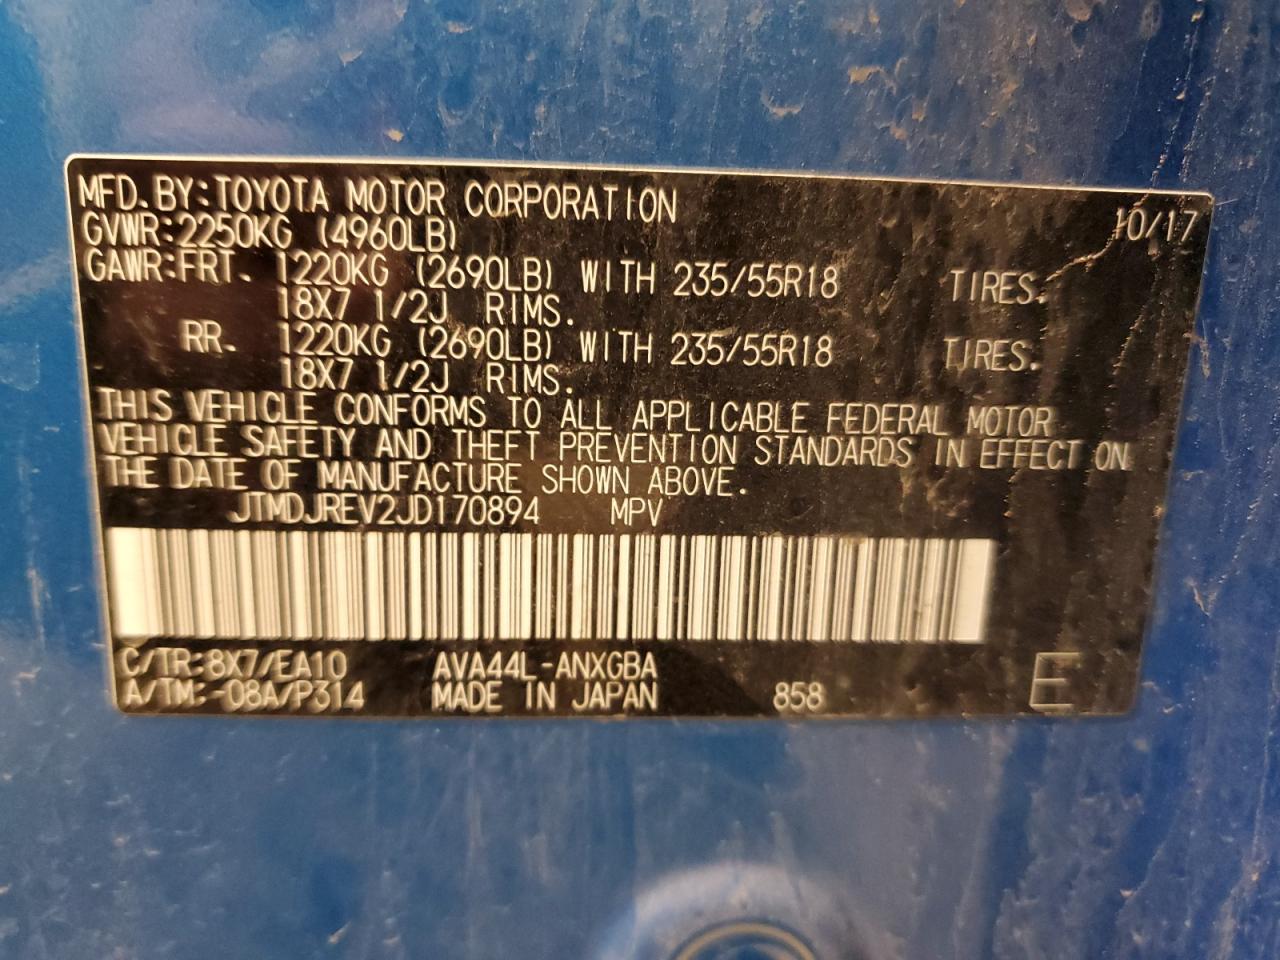 MFD. BY: TOYOTA MOTOR CORPORATION 10/17
GVWR: 2250KG (4960LB)
GAWR: FRT. 1220KG (2690LB) WITH 235/55R18 TIRES.
18X7 1/2J RIMS.
RR. 1220KG (2690LB) WITH 235/55R18 TIRES.
18X7 1/2J RIMS.
THIS VEHICLE CONFORMS TO ALL APPLICABLE FEDERAL MOTOR
VEHICLE SAFETY AND THEFT PREVENTION STANDARDS IN EFFECT ON
THE DATE OF MANUFACTURE SHOWN ABOVE.
JTMDJREV2JD170894 MPV
C/TR: 8X7/EA10 AVA44L-ANXGBA
A/TM: -08A/P314 MADE IN JAPAN 858 E